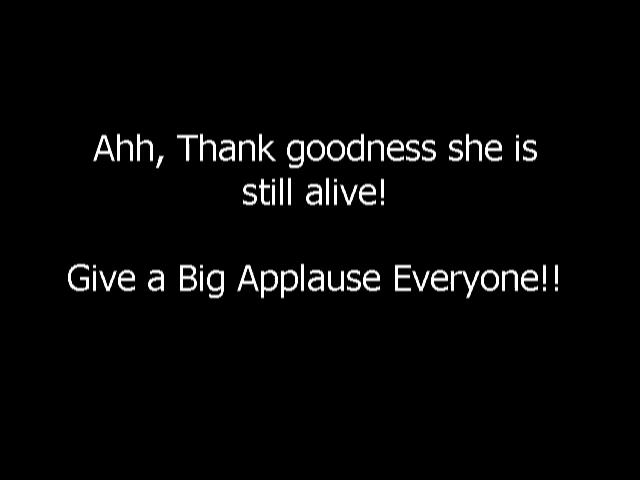 Ahh, Thank goodness she is
still alive!
Give a Big Applause Everyone!!